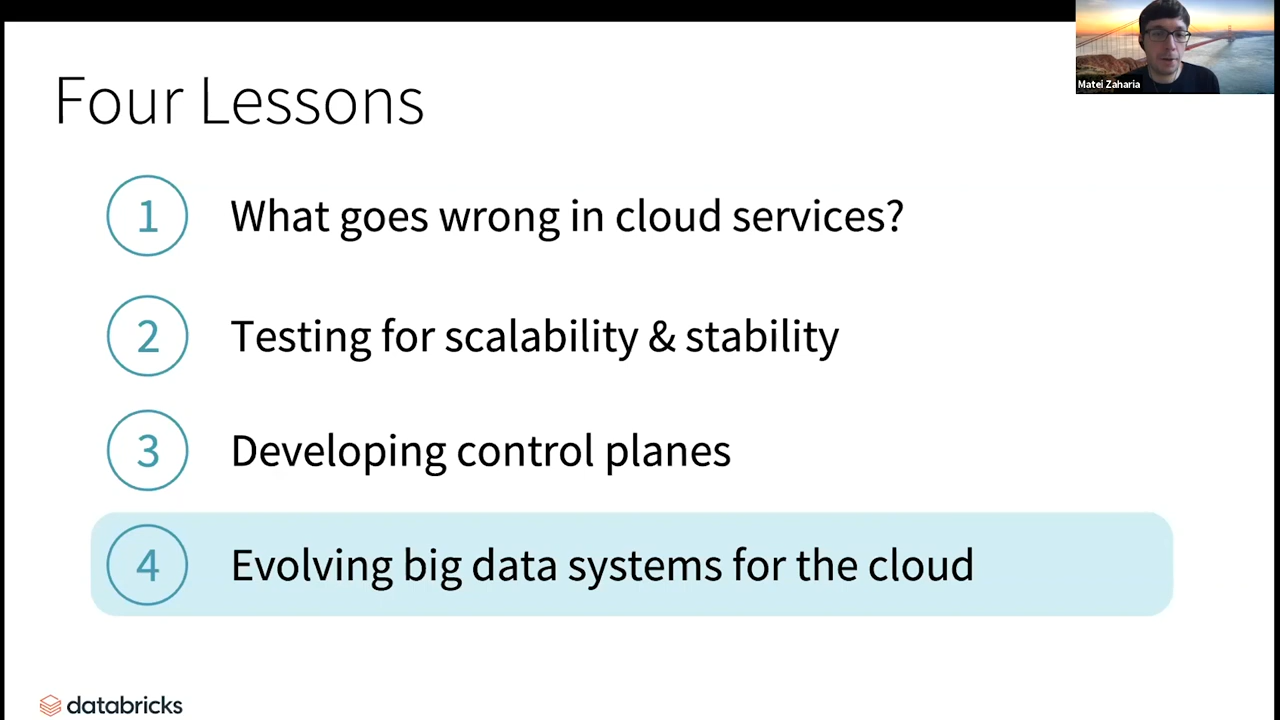 Matei Zaharia
Four Lessons
1 What goes wrong in cloud services?
2 Testing for scalability & stability
3 Developing control planes
4 Evolving big data systems for the cloud
databricks